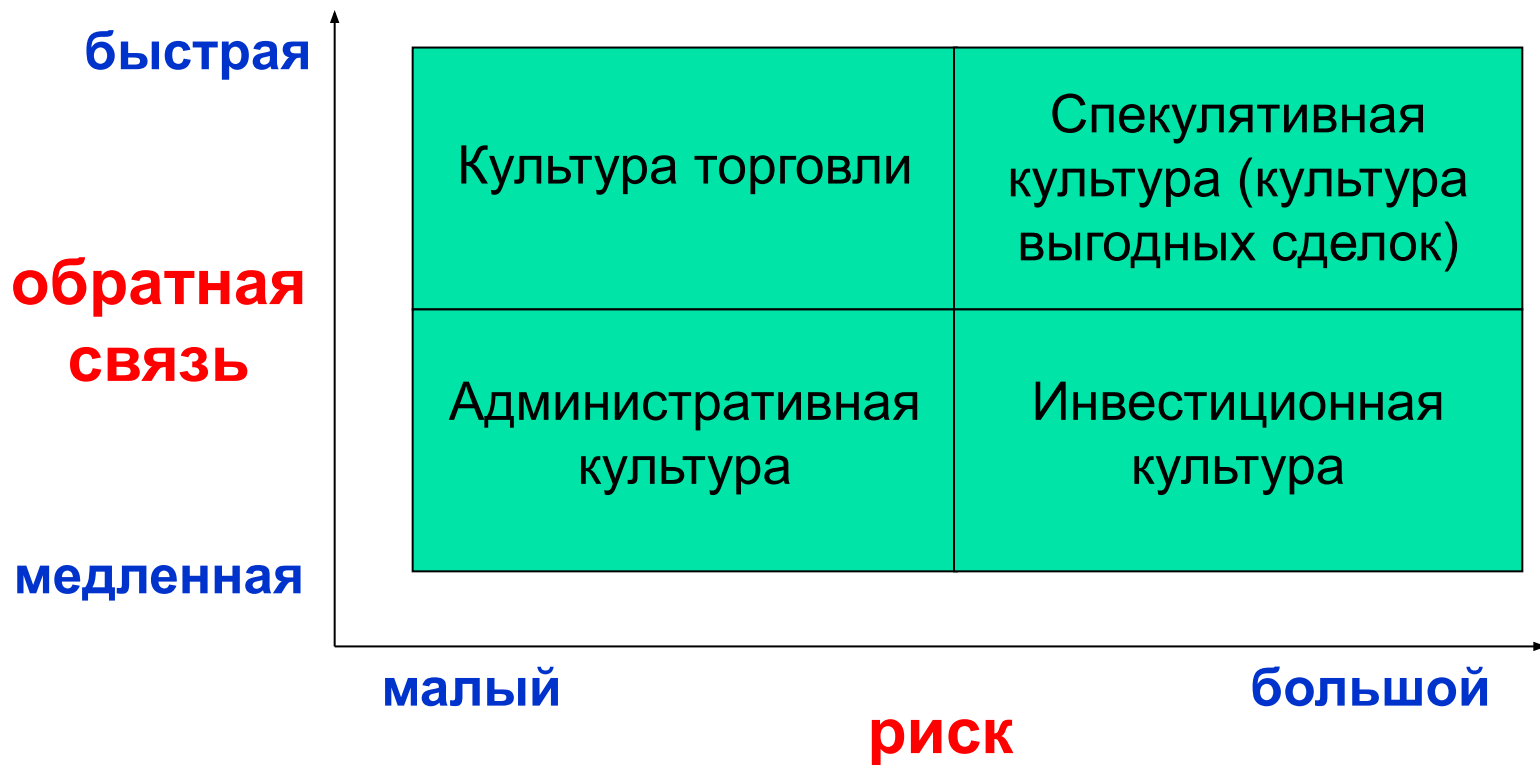 быстрая
Культура торговли
Спекулятивная
культура (культура
выгодных сделок)
обратная
связь
Административная
культура
Инвестиционная
культура
медленная
малый
большой
риск